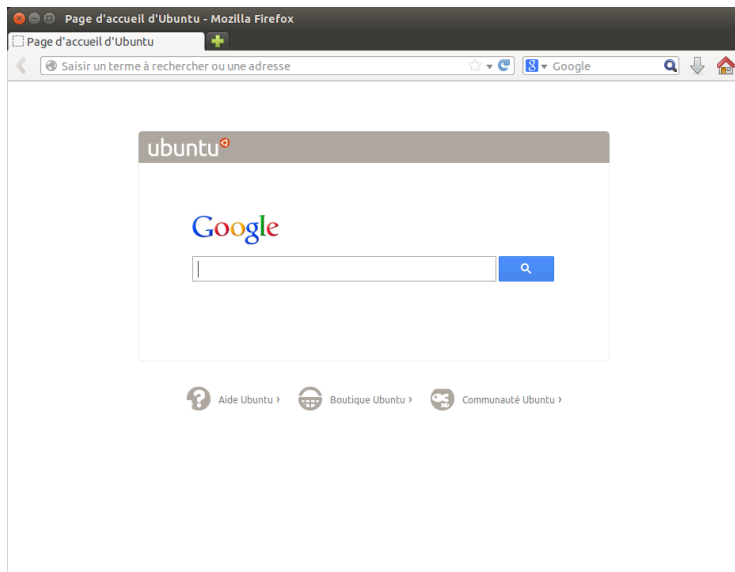 Page d'accueil d'Ubuntu - Mozilla Firefox
Page d'accueil d'Ubuntu
Saisir un terme à rechercher ou une adresse
8 Google
ubuntu
Google
Aide Ubuntu › Boutique Ubuntu › Communauté Ubuntu ›